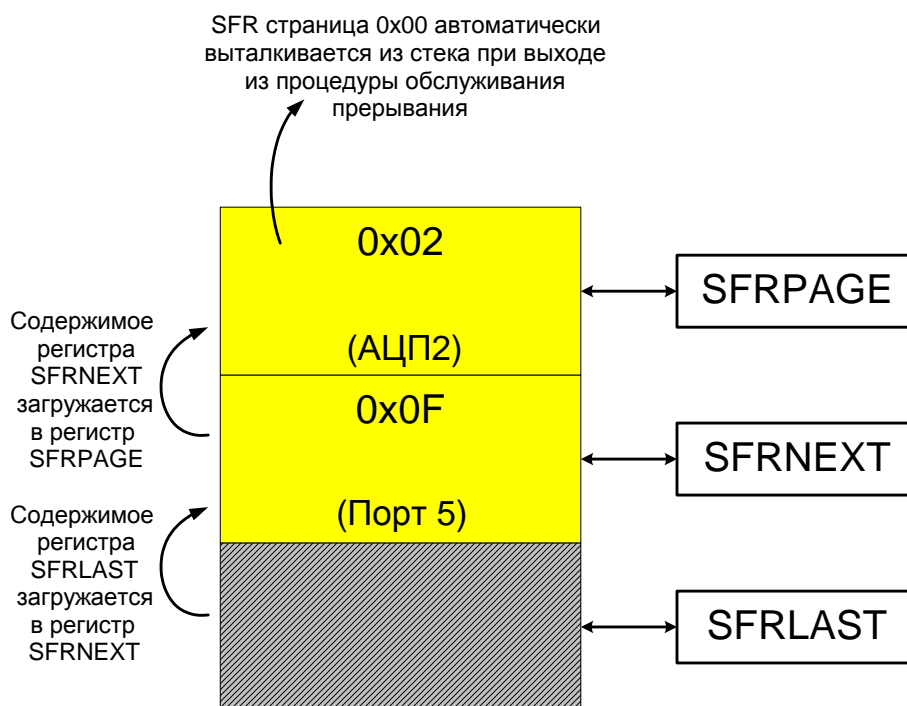 SFR страница 0x00 автоматически
выталкивается из стека при выходе
из процедуры обслуживания
прерывания
0x02
(АЦП2)
SFRPAGE
Содержимое
регистра
SFRNEXT
загружается
в регистр
SFRPAGE
0x0F
(Порт 5)
SFRNEXT
Содержимое
регистра
SFRLAST
загружается
в регистр
SFRNEXT
SFRLAST